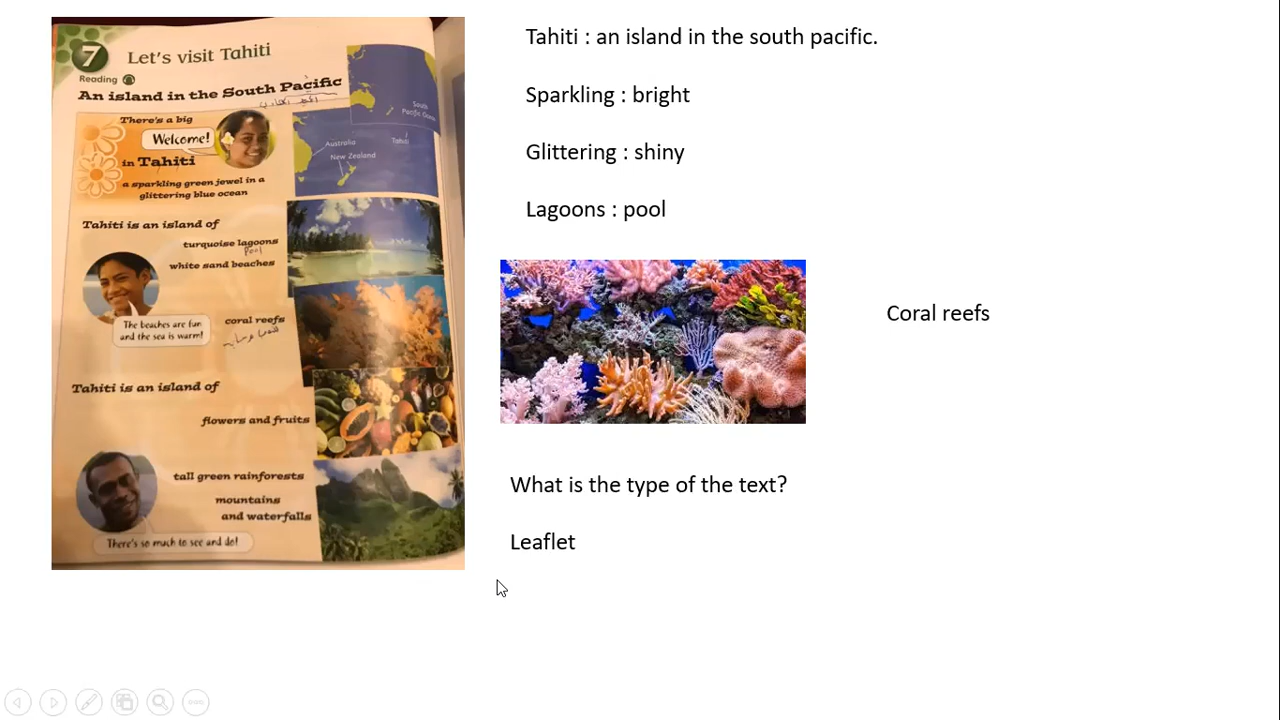 7 Let's visit Tahiti
Reading
An island in the South Pacific
There's a big
Welcome!
in Tahiti
a sparkling green jewel in a
glittering blue ocean
South
Pacific Ocean
Australia
Tahiti
New Zealand
Tahiti is an island of
turquoise lagoons
pool
white sand beaches
The beaches are fun
and the sea is warm!
coral reefs
Tahiti is an island of
flowers and fruits
tall green rainforests
mountains
and waterfalls
There's so much to see and do!
Tahiti : an island in the south pacific.
Sparkling : bright
Glittering : shiny
Lagoons : pool
Coral reefs
What is the type of the text?
Leaflet